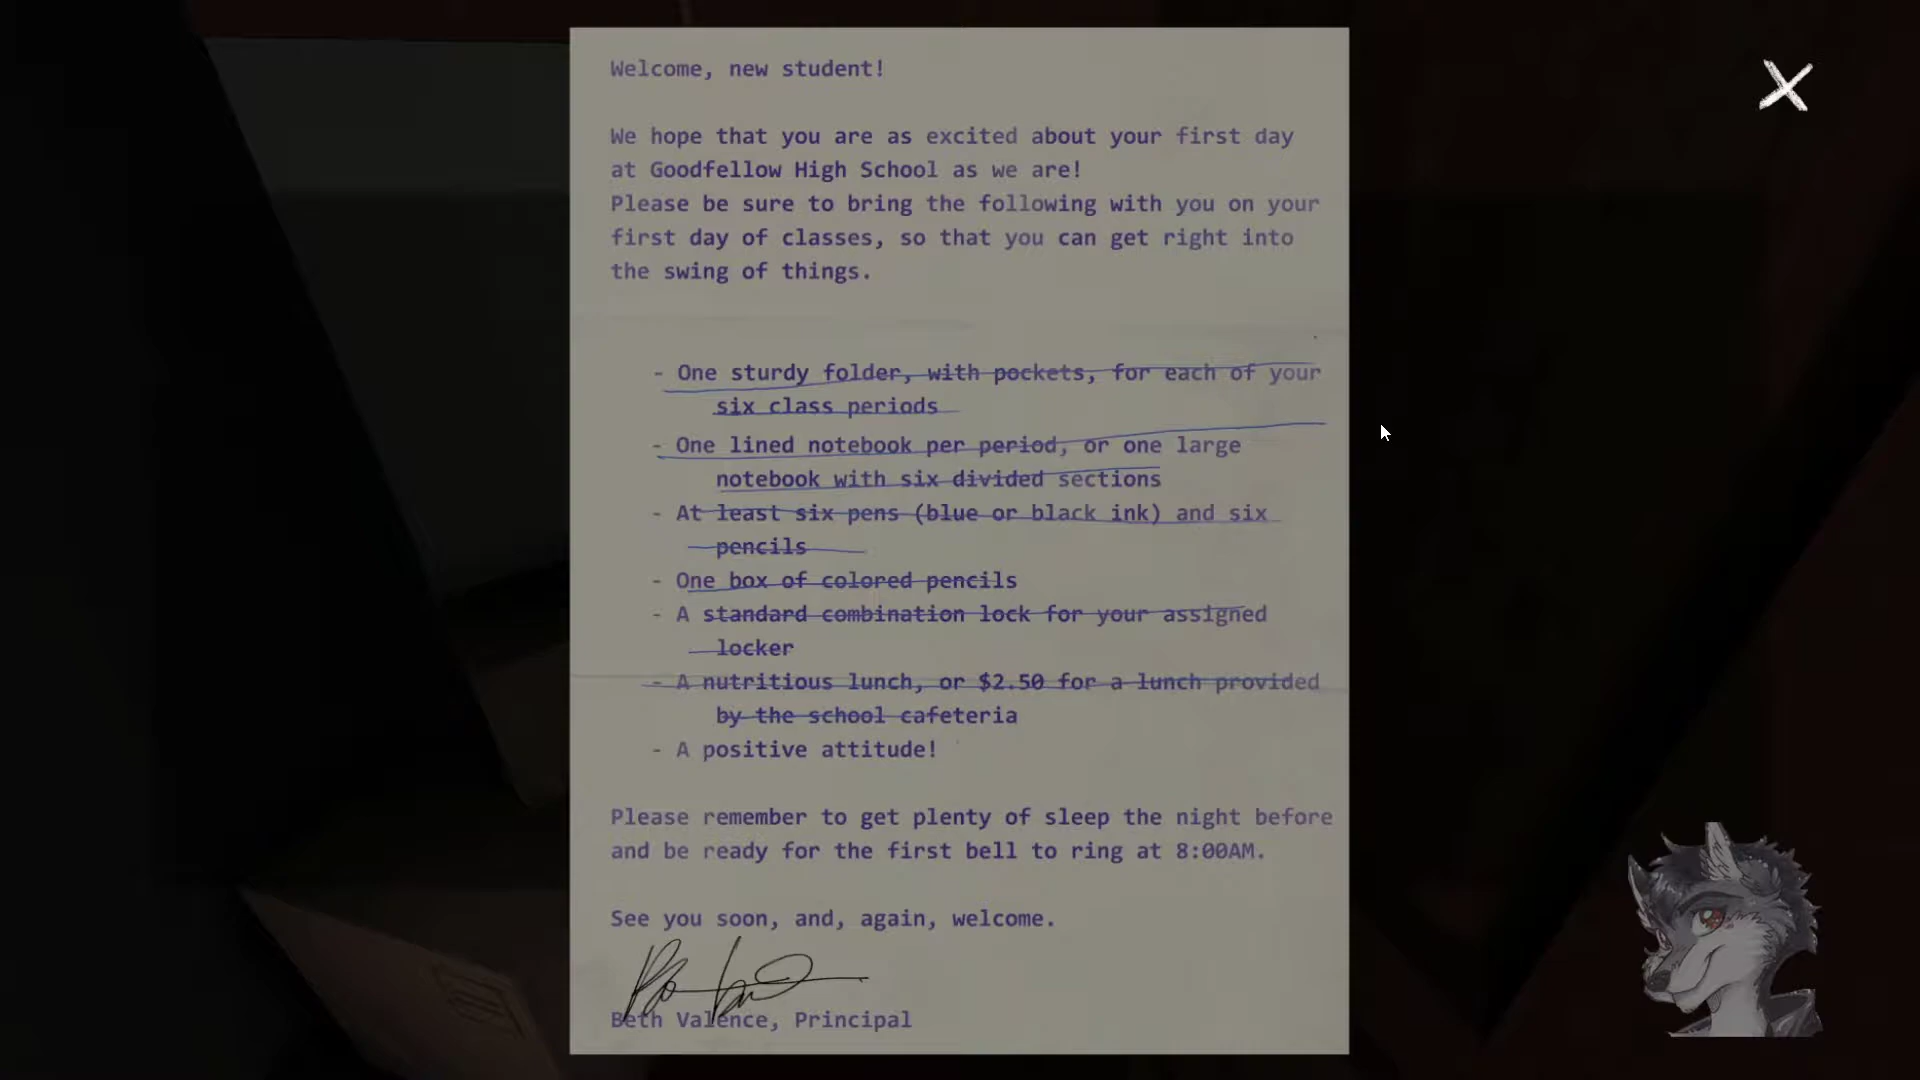 Welcome, new student!
We hope that you are as excited about your first day
at Goodfellow High School as we are!
Please be sure to bring the following with you on your
first day of classes, so that you can get right into
the swing of things.
- One sturdy folder, with pockets, for each of your
six class periods
- One lined notebook per period, or one large
notebook with six divided sections
- At least six pens (blue or black ink) and six
pencils
- One box of colored pencils
- A standard combination lock for your assigned
locker
- A nutritious lunch, or $2.50 for a lunch provided
by the school cafeteria
- A positive attitude!
Please remember to get plenty of sleep the night before
and be ready for the first bell to ring at 8:00AM.
See you soon, and, again, welcome.
Beth Valence, Principal